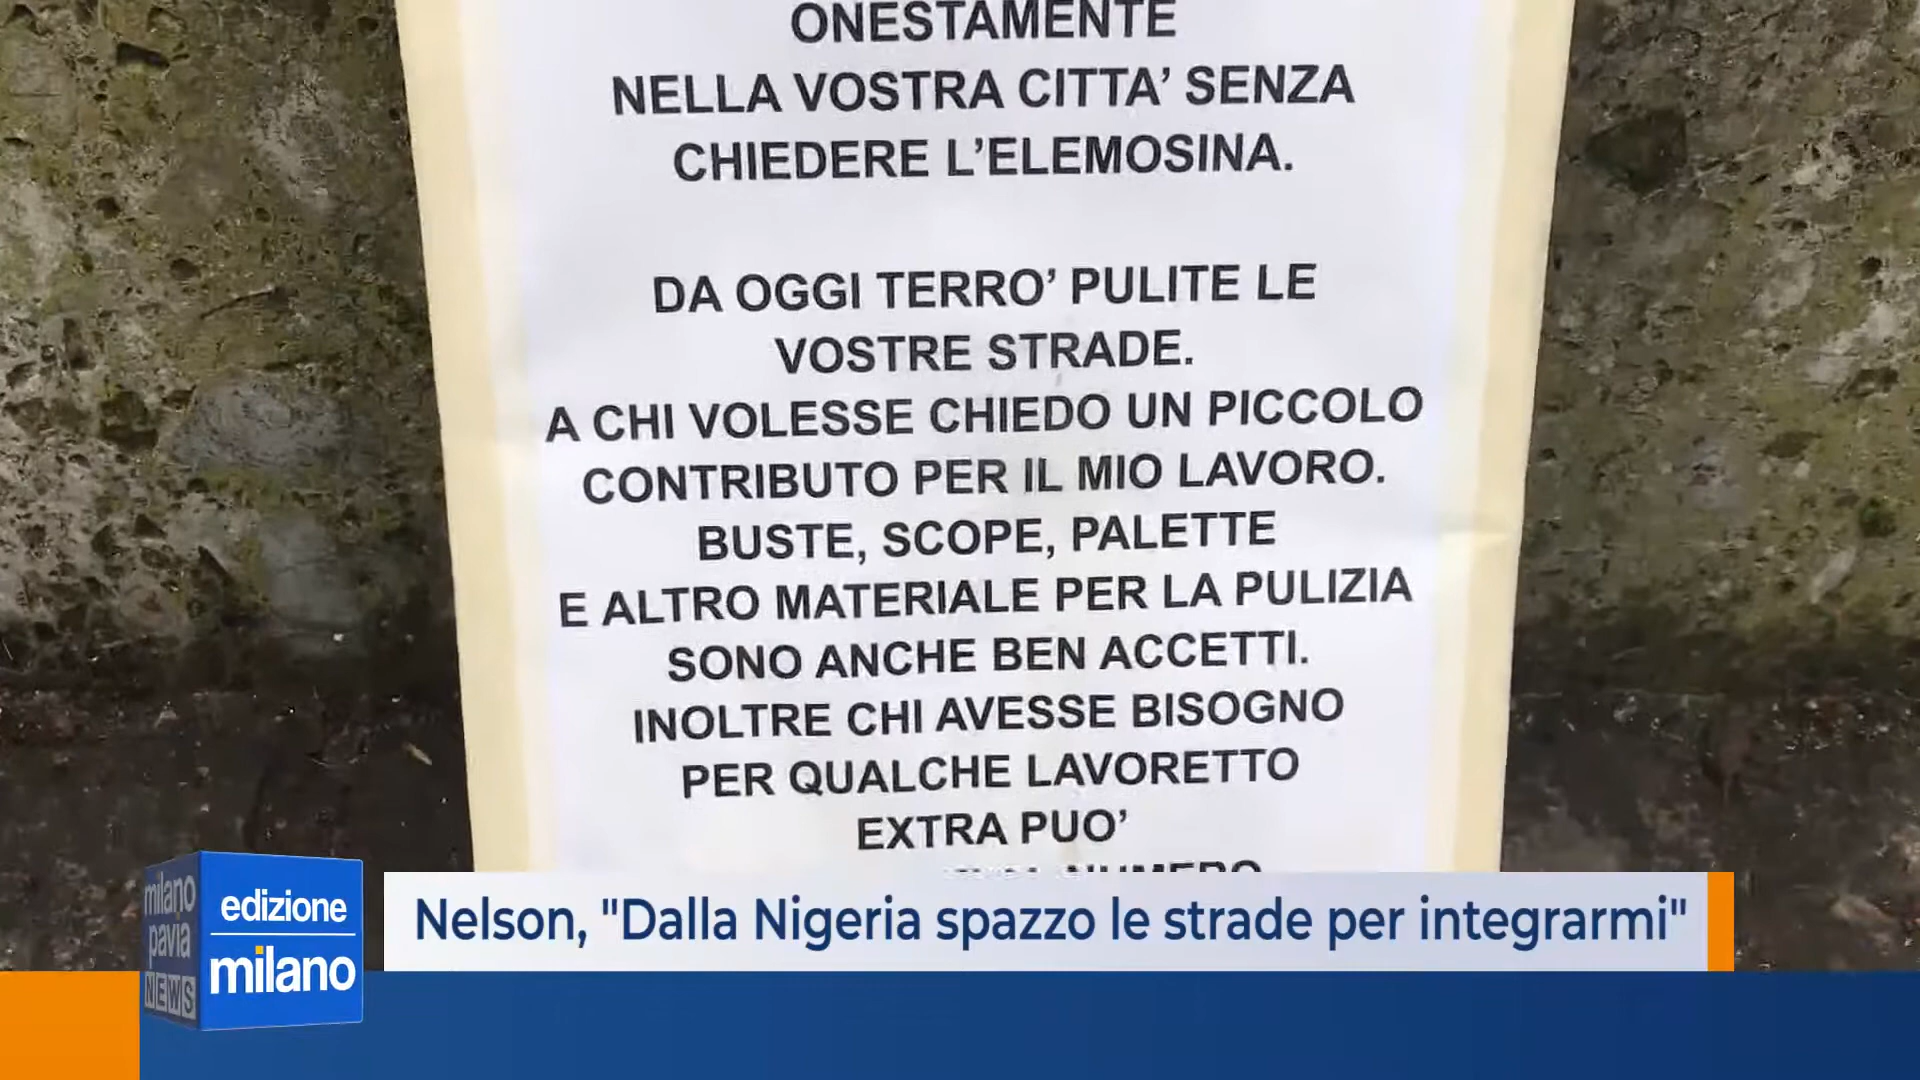 ONESTAMENTE
NELLA VOSTRA CITTA’ SENZA
CHIEDERE L’ELEMOSINA.
DA OGGI TERRO’ PULITE LE
VOSTRE STRADE.
A CHI VOLESSE CHIEDO UN PICCOLO
CONTRIBUTO PER IL MIO LAVORO.
BUSTE, SCOPE, PALETTE
E ALTRO MATERIALE PER LA PULIZIA
SONO ANCHE BEN ACCETTI.
INOLTRE CHI AVESSE BISOGNO
PER QUALCHE LAVORETTO
EXTRA PUO’
NUMERO
Nelson, "Dalla Nigeria spazzo le strade per integrarmi"
edizione
milano
milano
pavia
NEWS